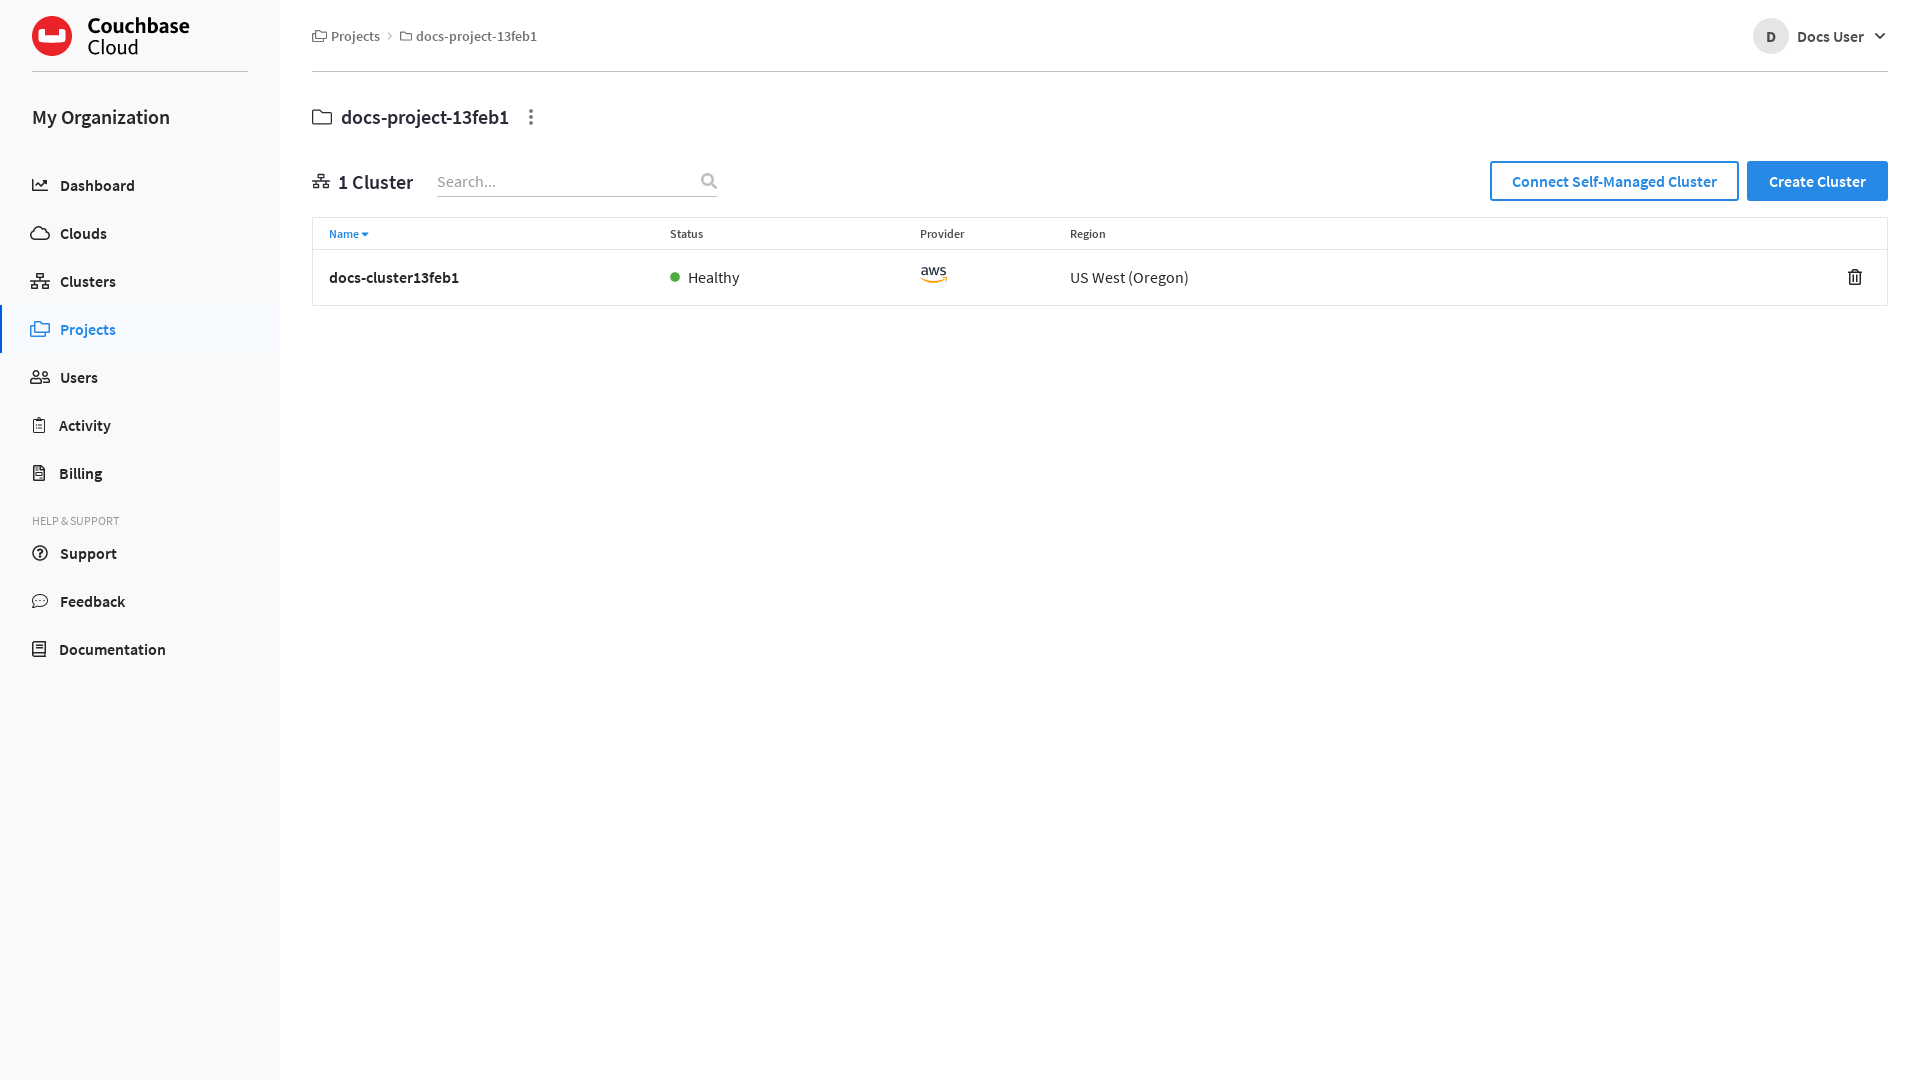 Couchbase
Cloud
My Organization
Dashboard
Clouds
Clusters
Projects
Users
Activity
Billing
HELP & SUPPORT
Support
Feedback
Documentation
Projects docs-project-13feb1
D Docs User
docs-project-13feb1
1 Cluster Search... Connect Self-Managed Cluster Create Cluster
Name Status Provider Region
docs-cluster13feb1 Healthy aws US West (Oregon)